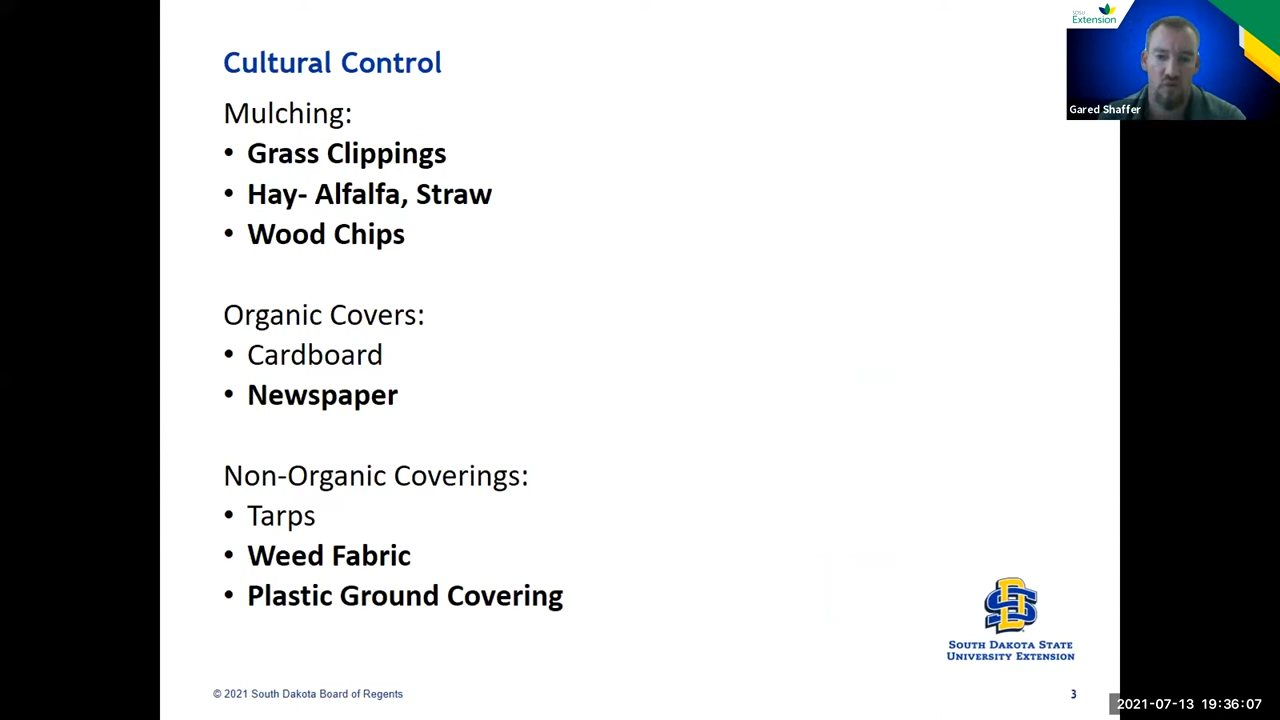 Cultural Control
Mulching:
• Grass Clippings
• Hay- Alfalfa, Straw
• Wood Chips
Organic Covers:
• Cardboard
• Newspaper
Non-Organic Coverings:
• Tarps
• Weed Fabric
• Plastic Ground Covering
SOUTH DAKOTA STATE
UNIVERSITY EXTENSION
© 2021 South Dakota Board of Regents
3
SDSU
Extension
Gared Shaffer
2021-07-13 19:36:07